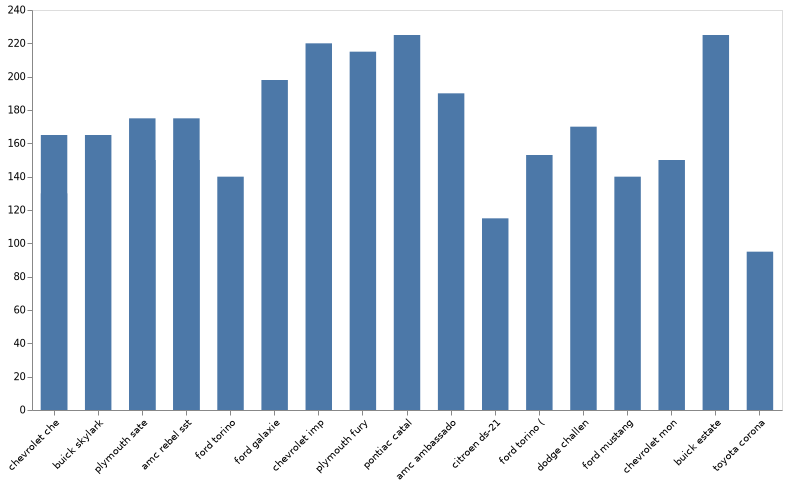 240
220
200
180
160
140
120
100
80
60
40
20
0
chevrolet che
buick skylark
plymouth sate
amc rebel sst
ford torino
ford galaxie
chevrolet imp
plymouth fury
pontiac catal
amc ambassado
citroen ds-21
ford torino (
dodge challen
ford mustang
chevrolet mon
buick estate
toyota corona